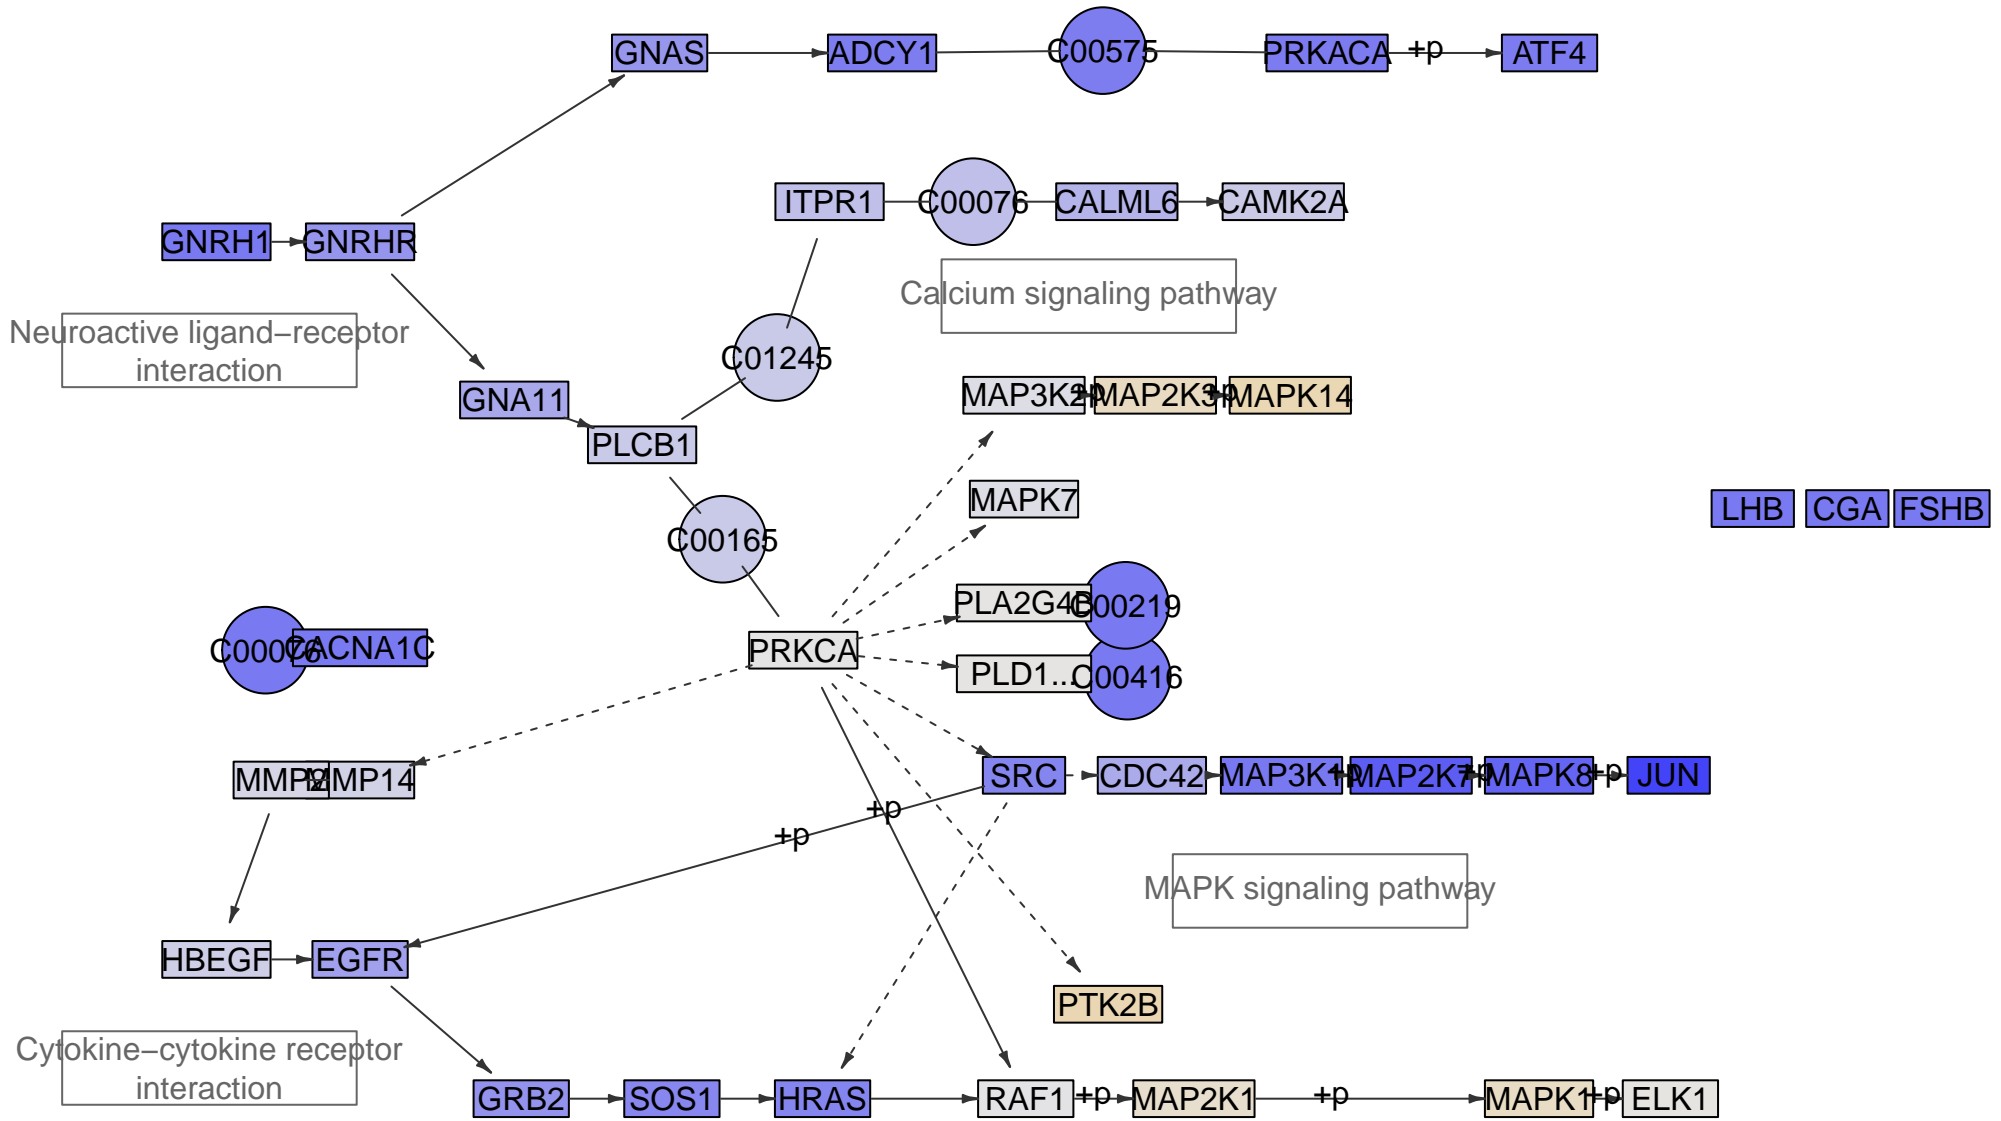 GNAS
ADCY1
C00575
PRKACA
+p
ATF4
ITPR1
C00076
CALML6
CAMK2A
GNRH1
GNRHR
Calcium signaling pathway
Neuroactive ligand–receptor
interaction
C01245
GNA11
PLCB1
MAP3K2
+p
MAP2K3
+p
MAPK14
MAPK7
LHB
CGA
FSHB
C00165
PLA2G4B
C00219
C00076
CACNA1C
PRKCA
PLD1...
C00416
MMP2
MMP14
SRC
CDC42
MAP3K1
+p
MAP2K7
+p
MAPK8
+p
JUN
+p
+p
MAPK signaling pathway
HBEGF
EGFR
PTK2B
Cytokine–cytokine receptor
interaction
GRB2
SOS1
HRAS
RAF1
+p
MAP2K1
+p
MAPK1
+p
ELK1